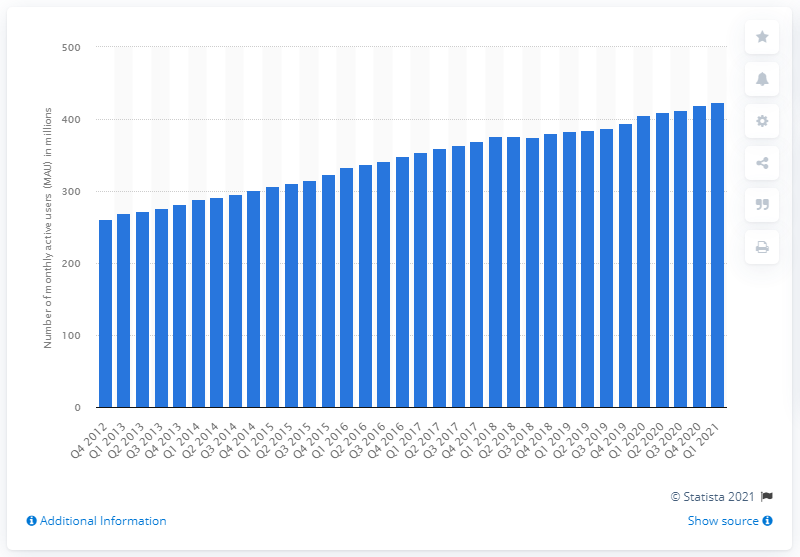 Number of monthly active users (MAU) in millions
500
400
300
200
100
0
Q4 2012
Q1 2013
Q2 2013
Q3 2013
Q4 2013
Q1 2014
Q2 2014
Q3 2014
Q4 2014
Q1 2015
Q2 2015
Q3 2015
Q4 2015
Q1 2016
Q2 2016
Q3 2016
Q4 2016
Q1 2017
Q2 2017
Q3 2017
Q4 2017
Q1 2018
Q2 2018
Q3 2018
Q4 2018
Q1 2019
Q2 2019
Q3 2019
Q4 2019
Q1 2020
Q2 2020
Q3 2020
Q4 2020
Q1 2021
© Statista 2021
Additional Information
Show source